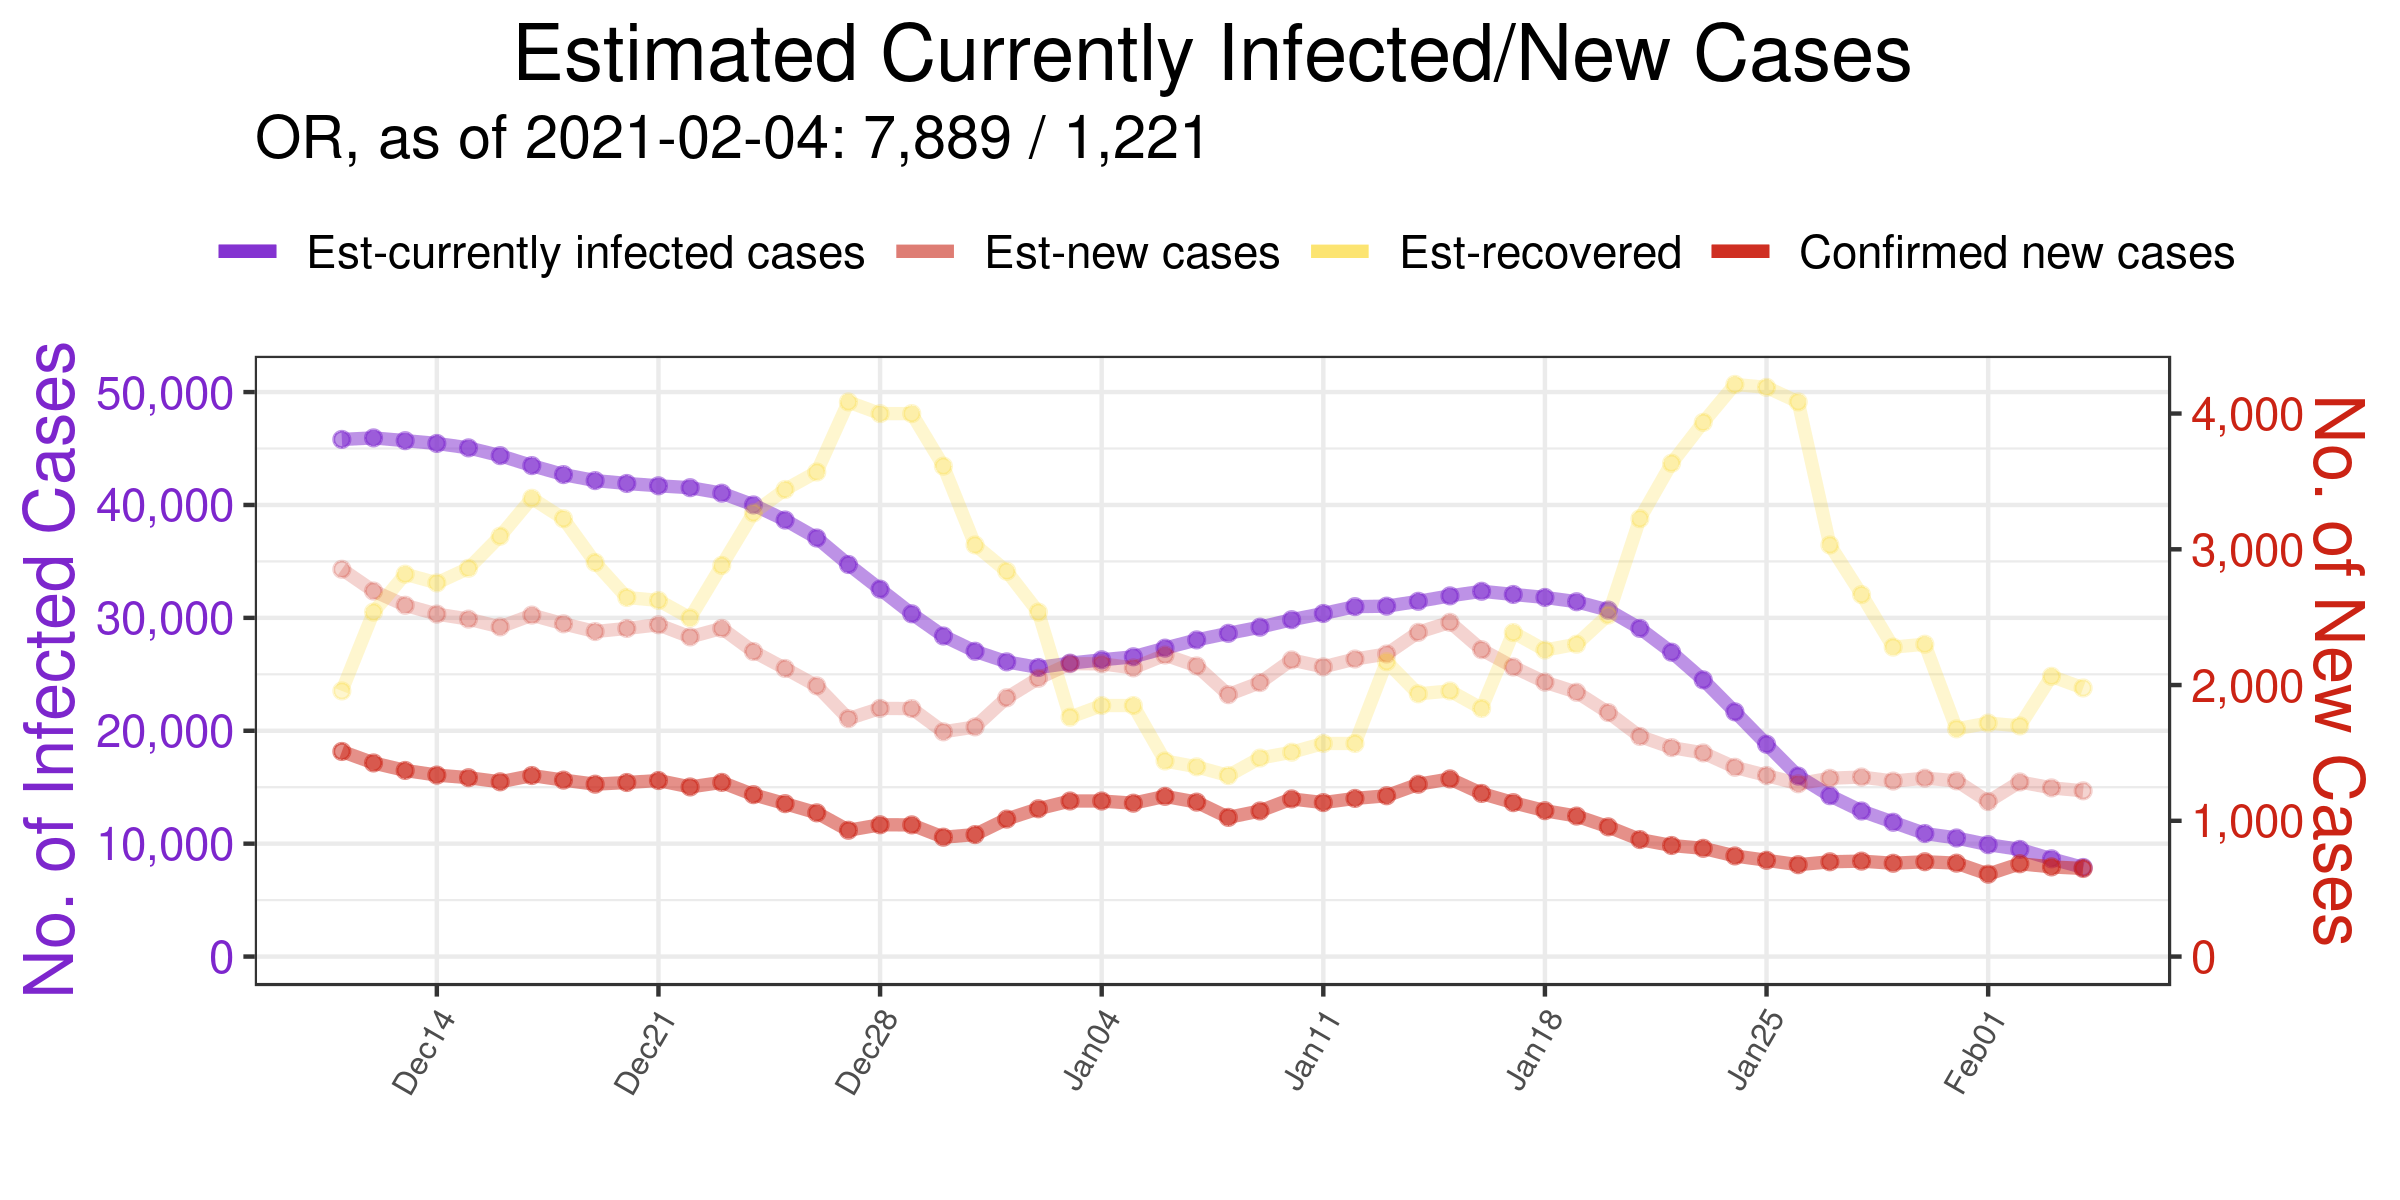 Estimated Currently Infected/New Cases
OR, as of 2021-02-04: 7,889 / 1,221
Est-currently infected cases Est-new cases Est-recovered Confirmed new cases
No. of Infected Cases
50,000
40,000
30,000
20,000
10,000
0
4,000
3,000
2,000
1,000
0
No. of New Cases
Dec14 Dec21 Dec28 Jan04 Jan11 Jan18 Jan25 Feb01